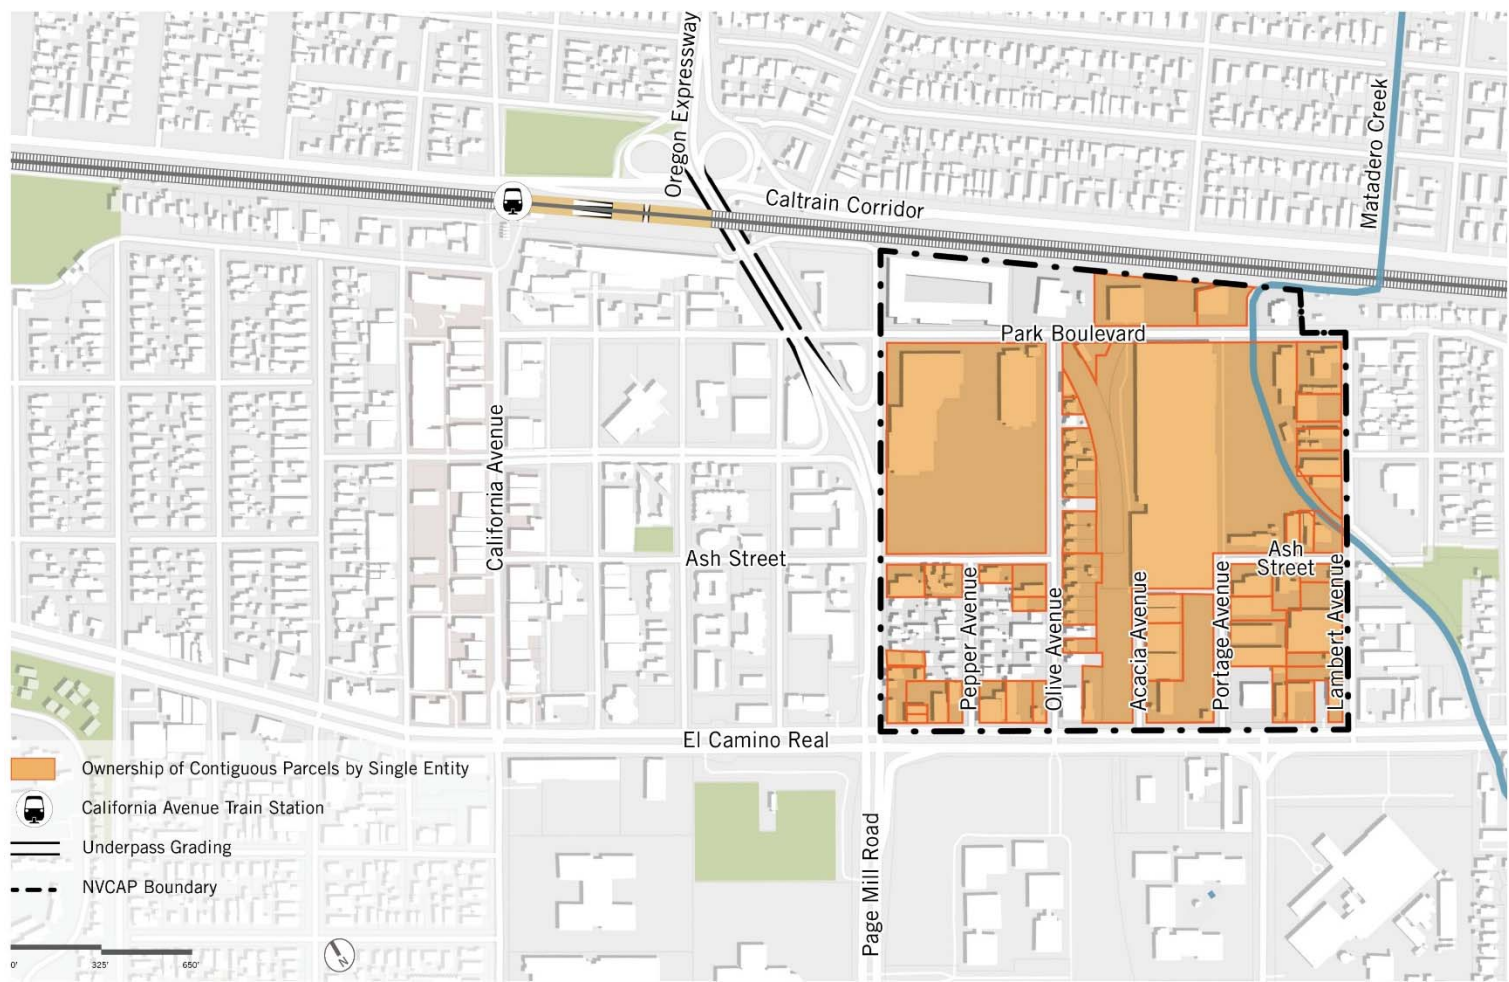 Oregon Expressway
Matadero Creek
Caltrain Corridor
Park Boulevard
California Avenue
Ash Street
Ash
Street
Pepper Avenue
Olive Avenue
Acacia Avenue
Portage Avenue
Lambert Avenue
El Camino Real
Page Mill Road
Ownership of Contiguous Parcels by Single Entity
California Avenue Train Station
Underpass Grading
NVCAP Boundary
0' 325' 650'
N